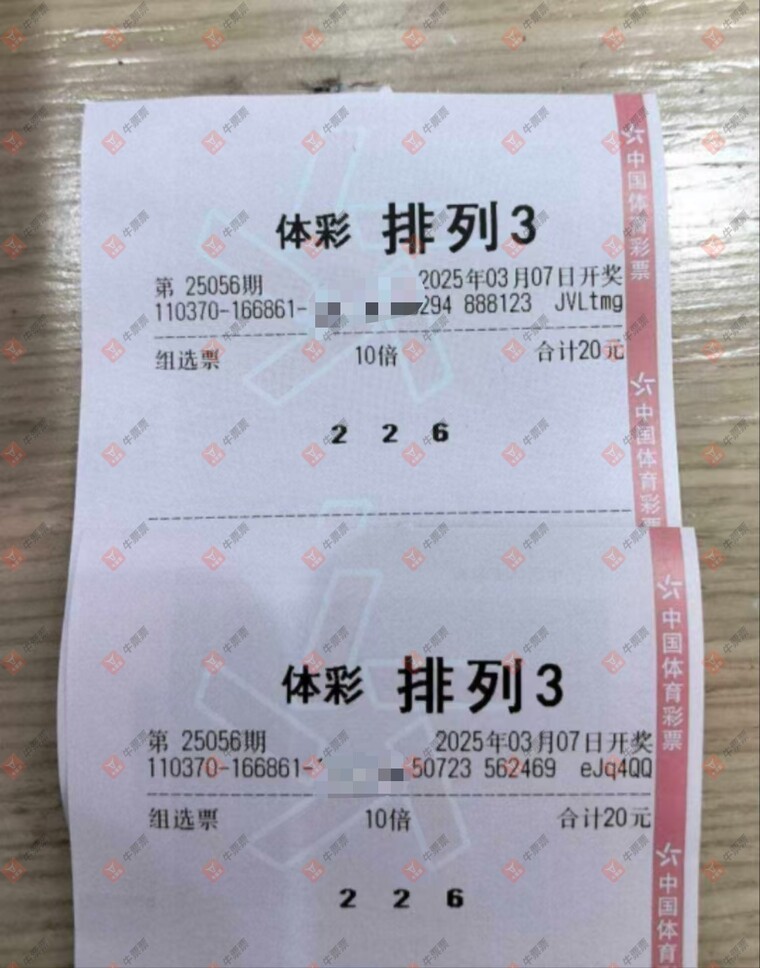 体彩 排列3
第 25056期 2025年03月07日开奖
110370-166861- 294 888123 JVLtmg
组选票 10倍 合计20元
2 2 6
中国体育彩票
中国体育彩票
体彩 排列3
第 25056期 2025年03月07日开奖
110370-166861- 50723 562469 eJq4QQ
组选票 10倍 合计20元
2 2 6
中国体育彩票
中国体育